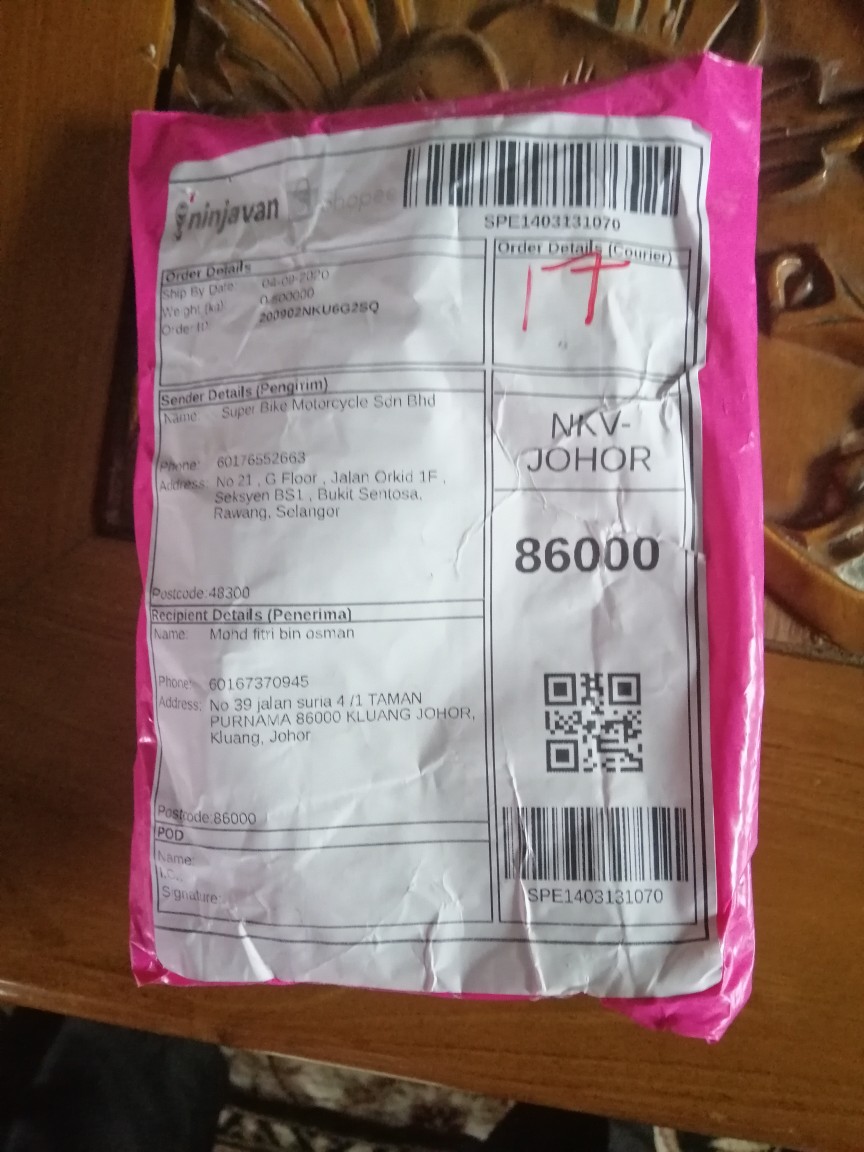 ninjavan Shopee
SPE1403131070
Order Details
Ship By Date: 04-09-2020
Weight (kg): 0.500000
Order ID: 200902NKU6G2SQ
Order Details (Courier)
17
Sender Details (Pengirim)
Name: Super Bike Motorcycle Sdn Bhd
Phone: 60176552663
Address: No 21 , G Floor , Jalan Orkid 1F ,
Seksyen BS1 , Bukit Sentosa,
Rawang, Selangor
Postcode:48300
NKV-
JOHOR
86000
Recipient Details (Penerima)
Name: Mohd fitri bin osman
Phone: 60167370945
Address: No 39 jalan suria 4 /1 TAMAN
PURNAMA 86000 KLUANG JOHOR,
Kluang, Johor
Postcode:86000
POD
Name:
I.C.:
Signature:
SPE1403131070